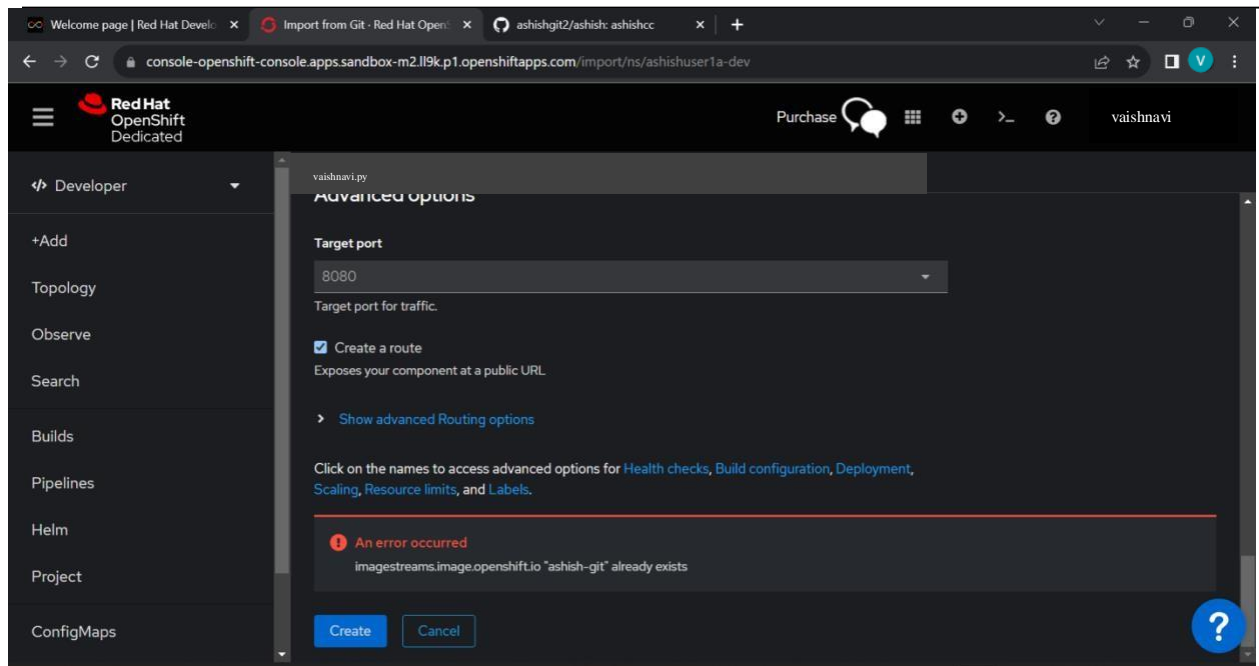 Welcome page | Red Hat Develo
Import from Git · Red Hat Open
ashishgit2/ashish: ashishcc
console-openshift-console.apps.sandbox-m2.ll9k.p1.openshiftapps.com/import/ns/ashishuser1a-dev
V
Red Hat
OpenShift
Dedicated
Purchase
vaishnavi
Developer
+Add
Topology
Observe
Search
Builds
Pipelines
Helm
Project
ConfigMaps
vaishnavi.py
Advanced options
Target port
8080
Target port for traffic.
Create a route
Exposes your component at a public URL
Show advanced Routing options
Click on the names to access advanced options for Health checks, Build configuration, Deployment,
Scaling, Resource limits, and Labels.
An error occurred
imagestreams.image.openshift.io "ashish-git" already exists
Create
Cancel